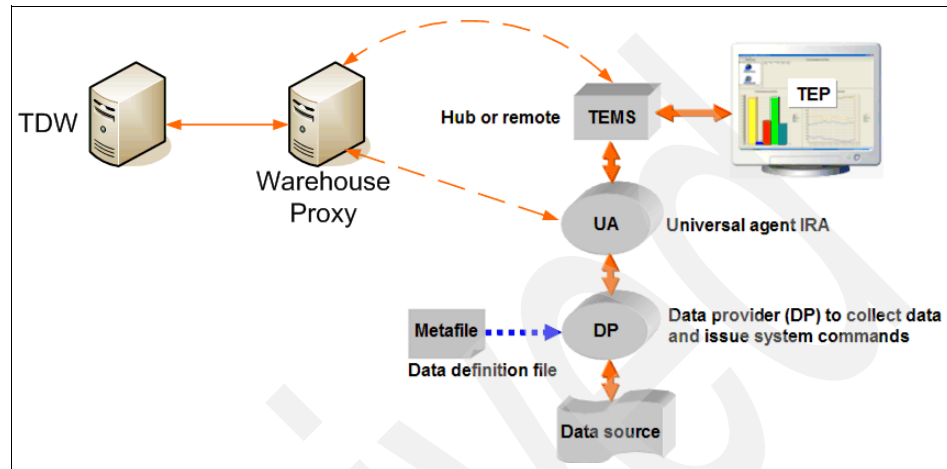 TDW
Warehouse
Proxy
Hub or remote
TEMS
TEP
UA
Universal agent IRA
Metafile
Data definition file
DP
Data provider (DP) to collect data
and issue system commands
Data source